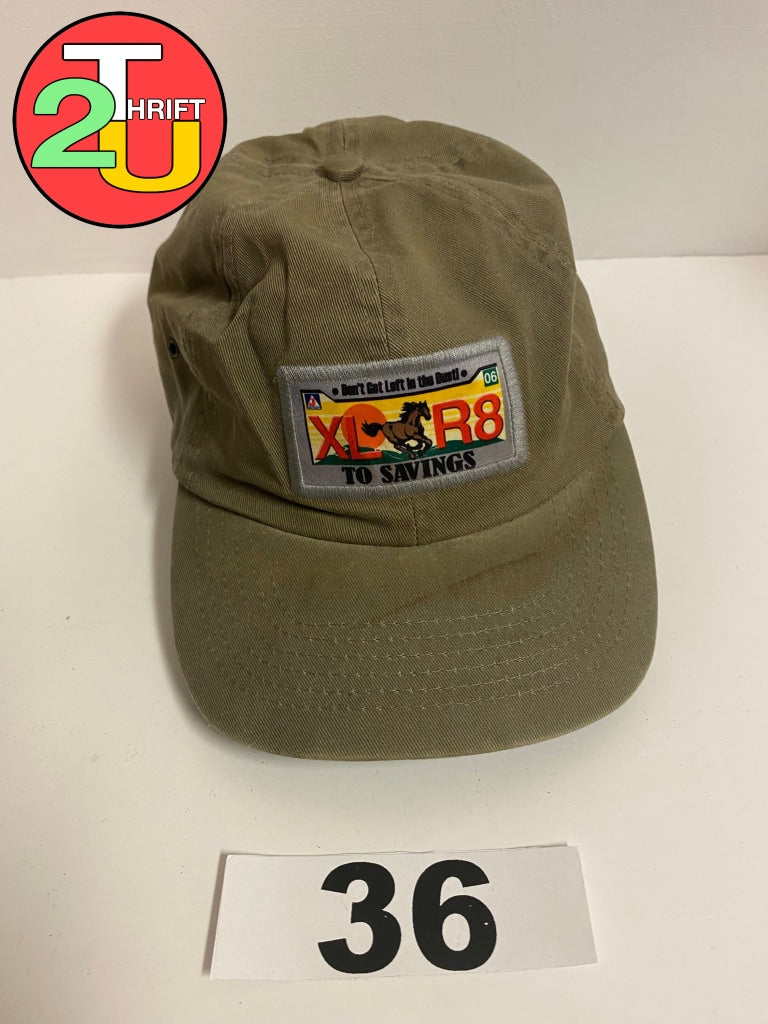 T
2 HRIFT
U
• Don't Get Left in the Dust! •
06
XL R8
TO SAVINGS
36